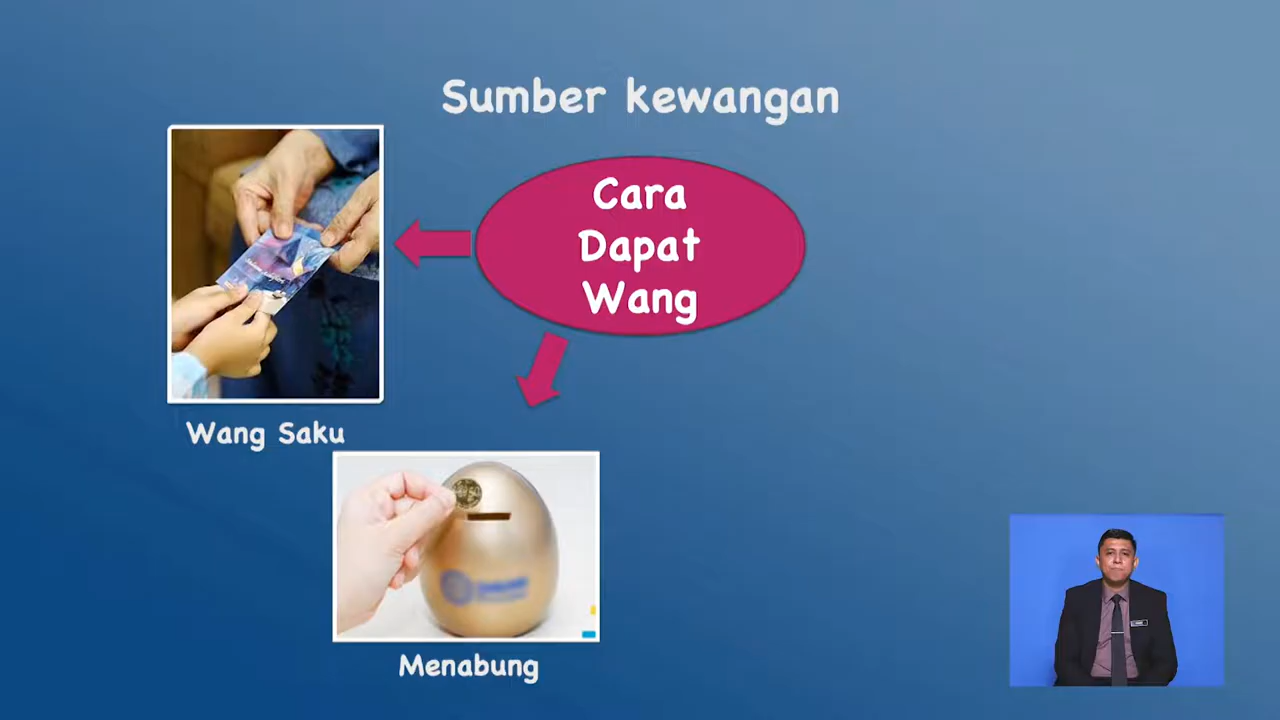 Sumber kewangan
Cara
Dapat
Wang
Wang Saku
Menabung